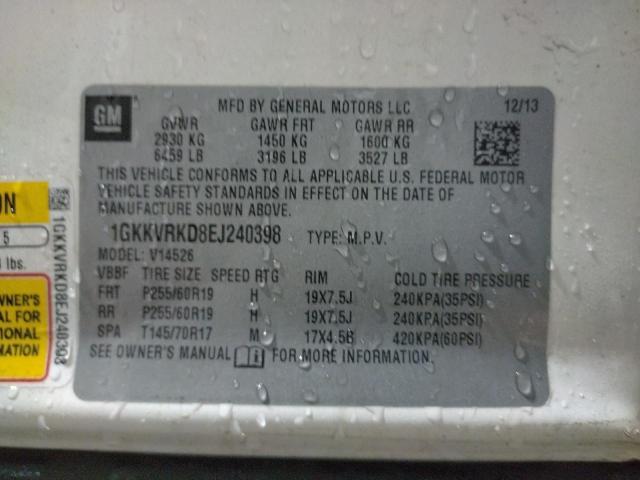 GM
MFD BY GENERAL MOTORS LLC 12/13
GVWR GAWR FRT GAWR RR
2930 KG 1450 KG 1600 KG
6459 LB 3196 LB 3527 LB
THIS VEHICLE CONFORMS TO ALL APPLICABLE U.S. FEDERAL MOTOR
VEHICLE SAFETY STANDARDS IN EFFECT ON THE DATE OF
MANUFACTURE SHOWN ABOVE.
1GKKVRKD8EJ240398 TYPE: M.P.V.
MODEL: V14526
VBBF TIRE SIZE SPEED RTG RIM COLD TIRE PRESSURE
FRT P255/60R19 H 19X7.5J 240KPA(35PSI)
RR P255/60R19 H 19X7.5J 240KPA(35PSI)
SPA T145/70R17 M 17X4.5B 420KPA(60PSI)
SEE OWNER'S MANUAL FOR MORE INFORMATION.
ON
5
lbs.
WNER'S
AL FOR
TIONAL
MATION
1GKKVRKD8EJ240398